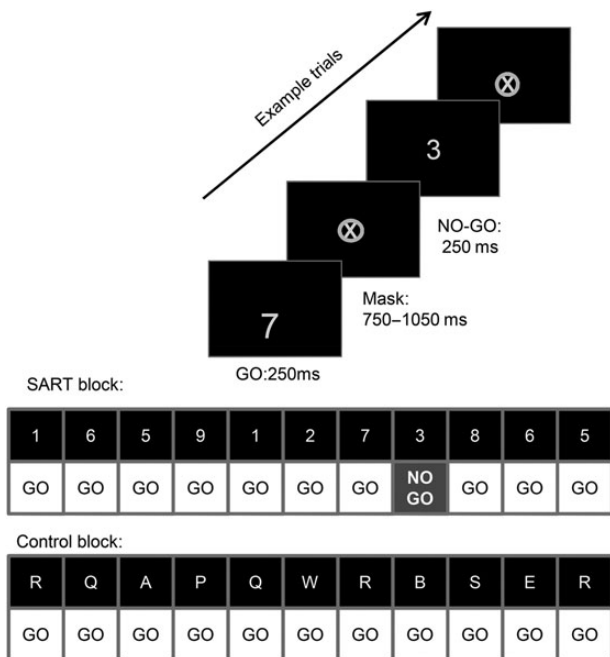 Example trials
ⓧ
3
NO-GO:
250 ms
ⓧ
Mask:
750–1050 ms
7
GO:250ms
SART block:
1 6 5 9 1 2 7 3 8 6 5
GO GO GO GO GO GO GO NO GO GO GO GO
Control block:
R Q A P Q W R B S E R
GO GO GO GO GO GO GO GO GO GO GO